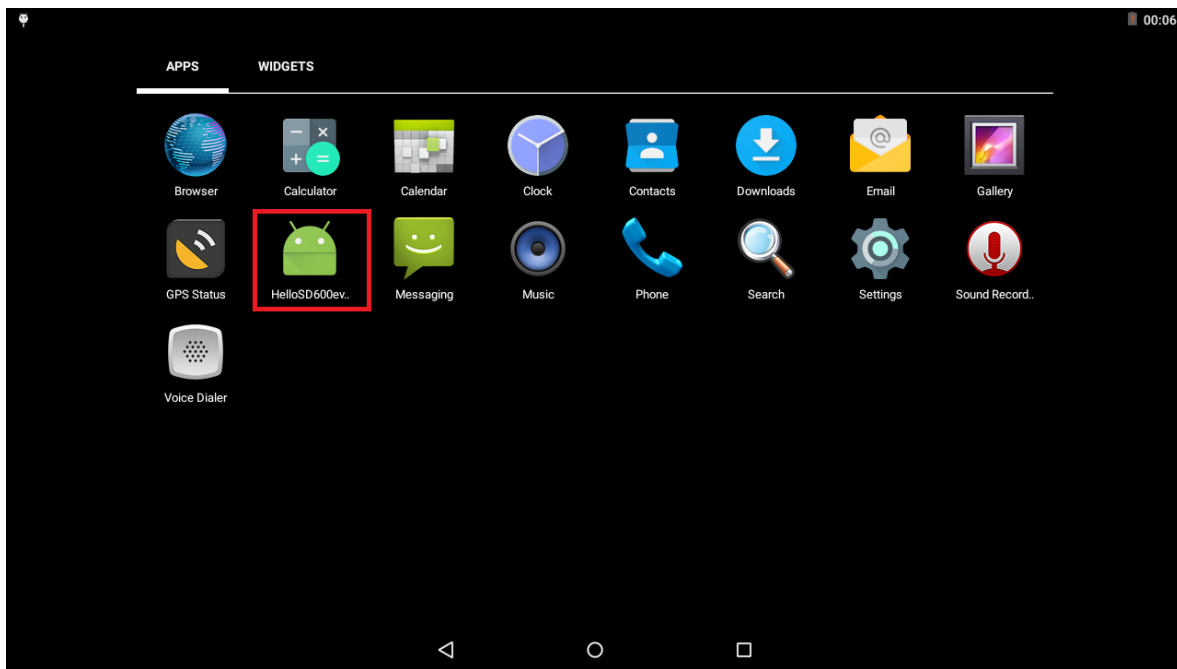 00:06
APPS WIDGETS
Browser Calculator Calendar Clock Contacts Downloads Email Gallery
GPS Status HelloSD600ev.. Messaging Music Phone Search Settings Sound Record..
Voice Dialer